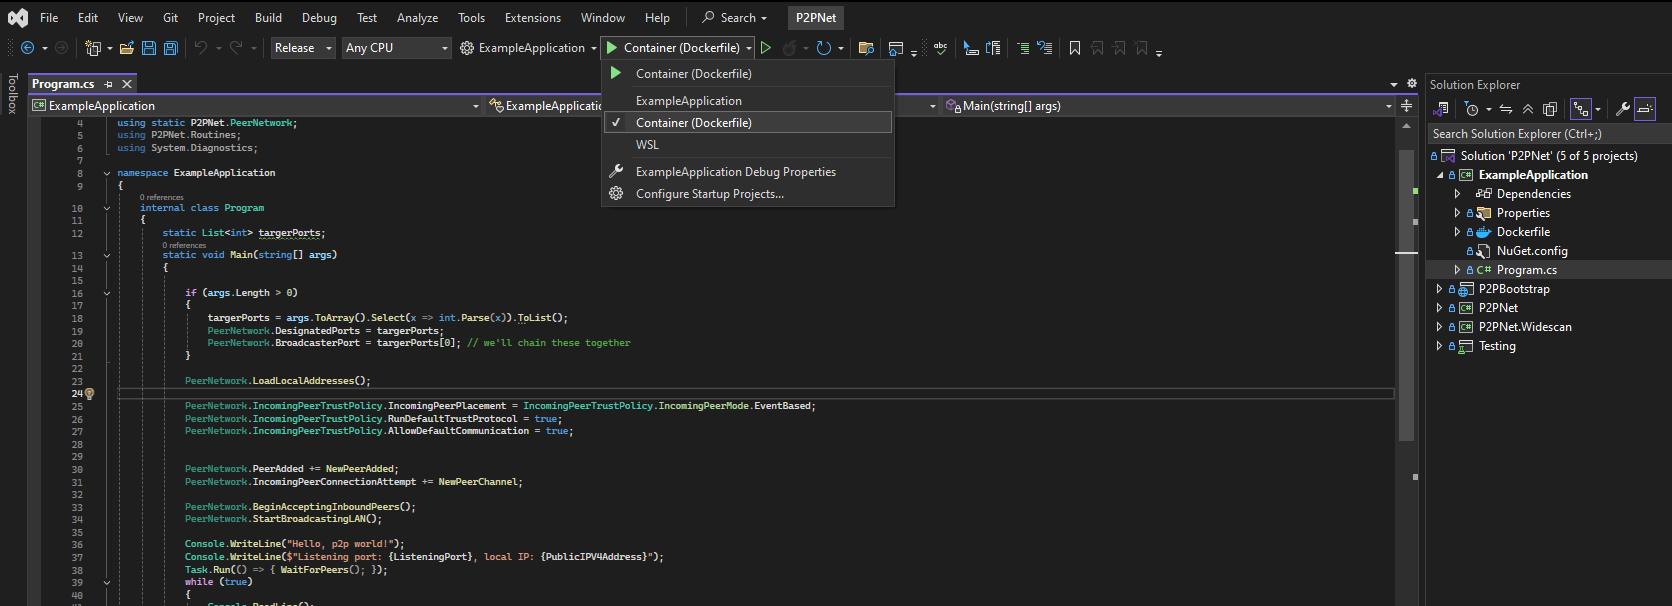 File Edit View Git Project Build Debug Test Analyze Tools Extensions Window Help Search P2PNet
Release Any CPU ExampleApplication Container (Dockerfile)
Toolbox
Program.cs
ExampleApplication
ExampleApplicatio
Main(string[] args)
Container (Dockerfile)
ExampleApplication
Container (Dockerfile)
WSL
ExampleApplication Debug Properties
Configure Startup Projects...
4 using static P2PNet.PeerNetwork;
5 using P2PNet.Routines;
6 using System.Diagnostics;
7
8 namespace ExampleApplication
9 {
0 references
10 internal class Program
11 {
12 static List<int> targerPorts;
0 references
13 static void Main(string[] args)
14 {
15
16 if (args.Length > 0)
17 {
18 targerPorts = args.ToArray().Select(x => int.Parse(x)).ToList();
19 PeerNetwork.DesignatedPorts = targerPorts;
20 PeerNetwork.BroadcasterPort = targerPorts[0]; // we'll chain these together
21 }
22
23 PeerNetwork.LoadLocalAddresses();
24
25 PeerNetwork.IncomingPeerTrustPolicy.IncomingPeerPlacement = IncomingPeerTrustPolicy.IncomingPeerMode.EventBased;
26 PeerNetwork.IncomingPeerTrustPolicy.RunDefaultTrustProtocol = true;
27 PeerNetwork.IncomingPeerTrustPolicy.AllowDefaultCommunication = true;
28
29
30 PeerNetwork.PeerAdded += NewPeerAdded;
31 PeerNetwork.IncomingPeerConnectionAttempt += NewPeerChannel;
32
33 PeerNetwork.BeginAcceptingInboundPeers();
34 PeerNetwork.StartBroadcastingLAN();
35
36 Console.WriteLine("Hello, p2p world!");
37 Console.WriteLine($"Listening port: {ListeningPort}, local IP: {PublicIPV4Address}");
38 Task.Run(() => { WaitForPeers(); });
39 while (true)
40 {
Solution Explorer
Search Solution Explorer (Ctrl+;)
Solution 'P2PNet' (5 of 5 projects)
ExampleApplication
Dependencies
Properties
Dockerfile
NuGet.config
C# Program.cs
P2PBootstrap
P2PNet
P2PNet.Widescan
Testing